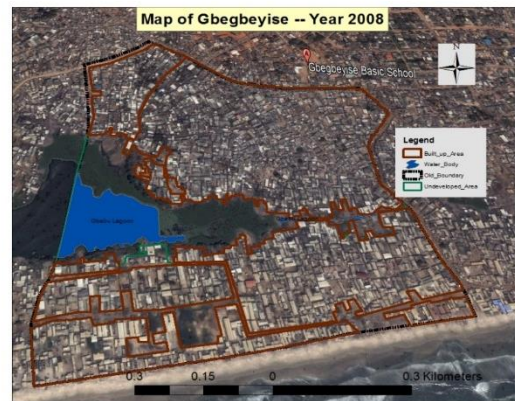 Map of Gbegbeyise -- Year 2008
Gbegbeyise Basic School
N
Legend
Built_up_Area
Water_Body
Old_Boundary
Undeveloped_Area
Lagoon
0.3 0.15 0 0.3 Kilometers